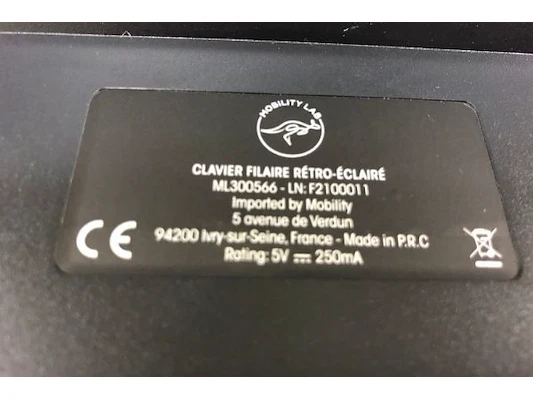 MOBILITY LAB
CLAVIER FILAIRE RÉTRO-ÉCLAIRÉ
ML300566 - LN: F2100011
Imported by Mobility
5 avenue de Verdun
94200 Ivry-sur-Seine, France - Made in P.R.C
Rating: 5V ⎓ 250mA
CE